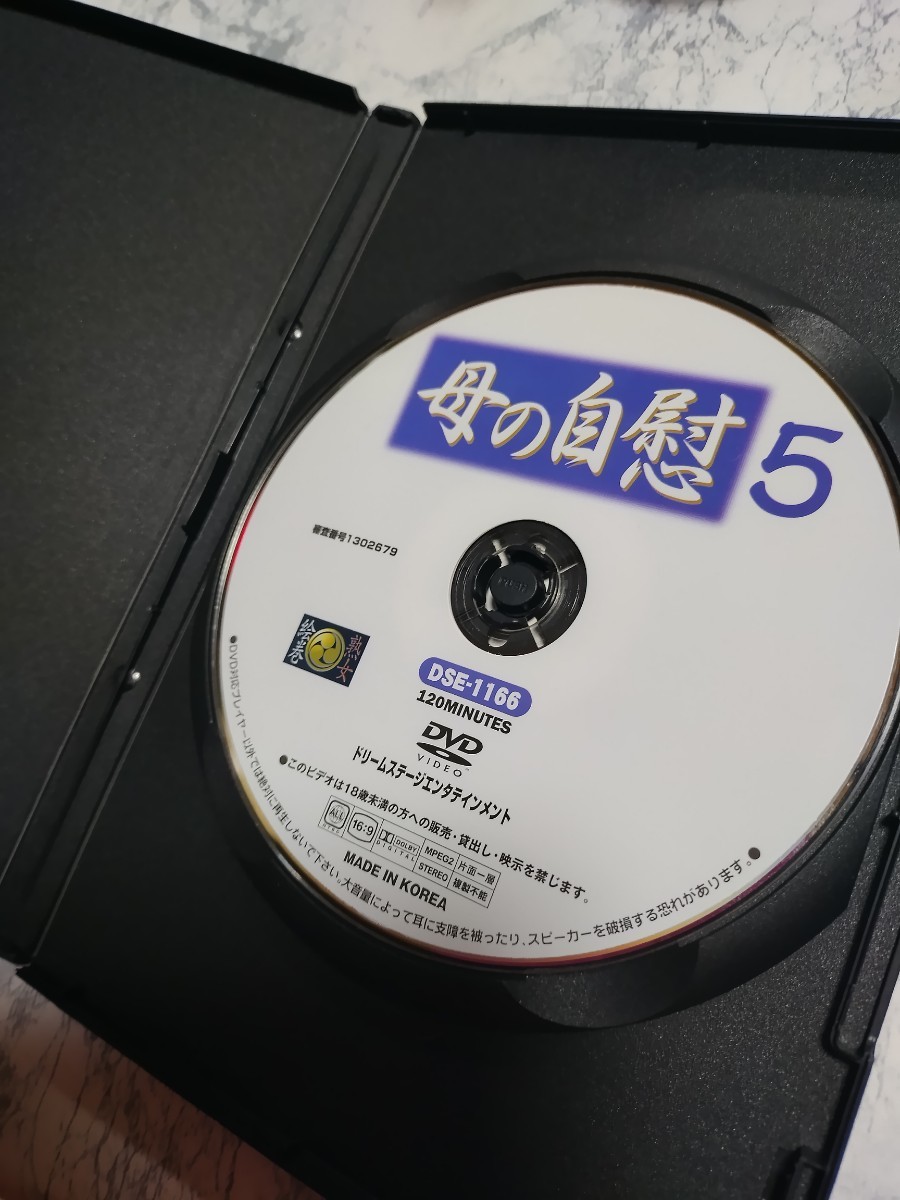 母の自慰 5
審査番号1302679
熟女
絵巻
DSE-1166
120MINUTES
DVD
VIDEO
ドリームステージエンタテインメント
●このビデオは18歳未満の方への販売・貸出し・映示を禁じます。
ALL
NTSC
16:9
DOLBY
DIGITAL
MPEG2
STEREO
片面一層
複製不能
MADE IN KOREA
●DVD対応プレイヤー以外では絶対に再生しないで下さい。大音量によって耳に支障を被ったり、スピーカーを破損する恐れがあります。●